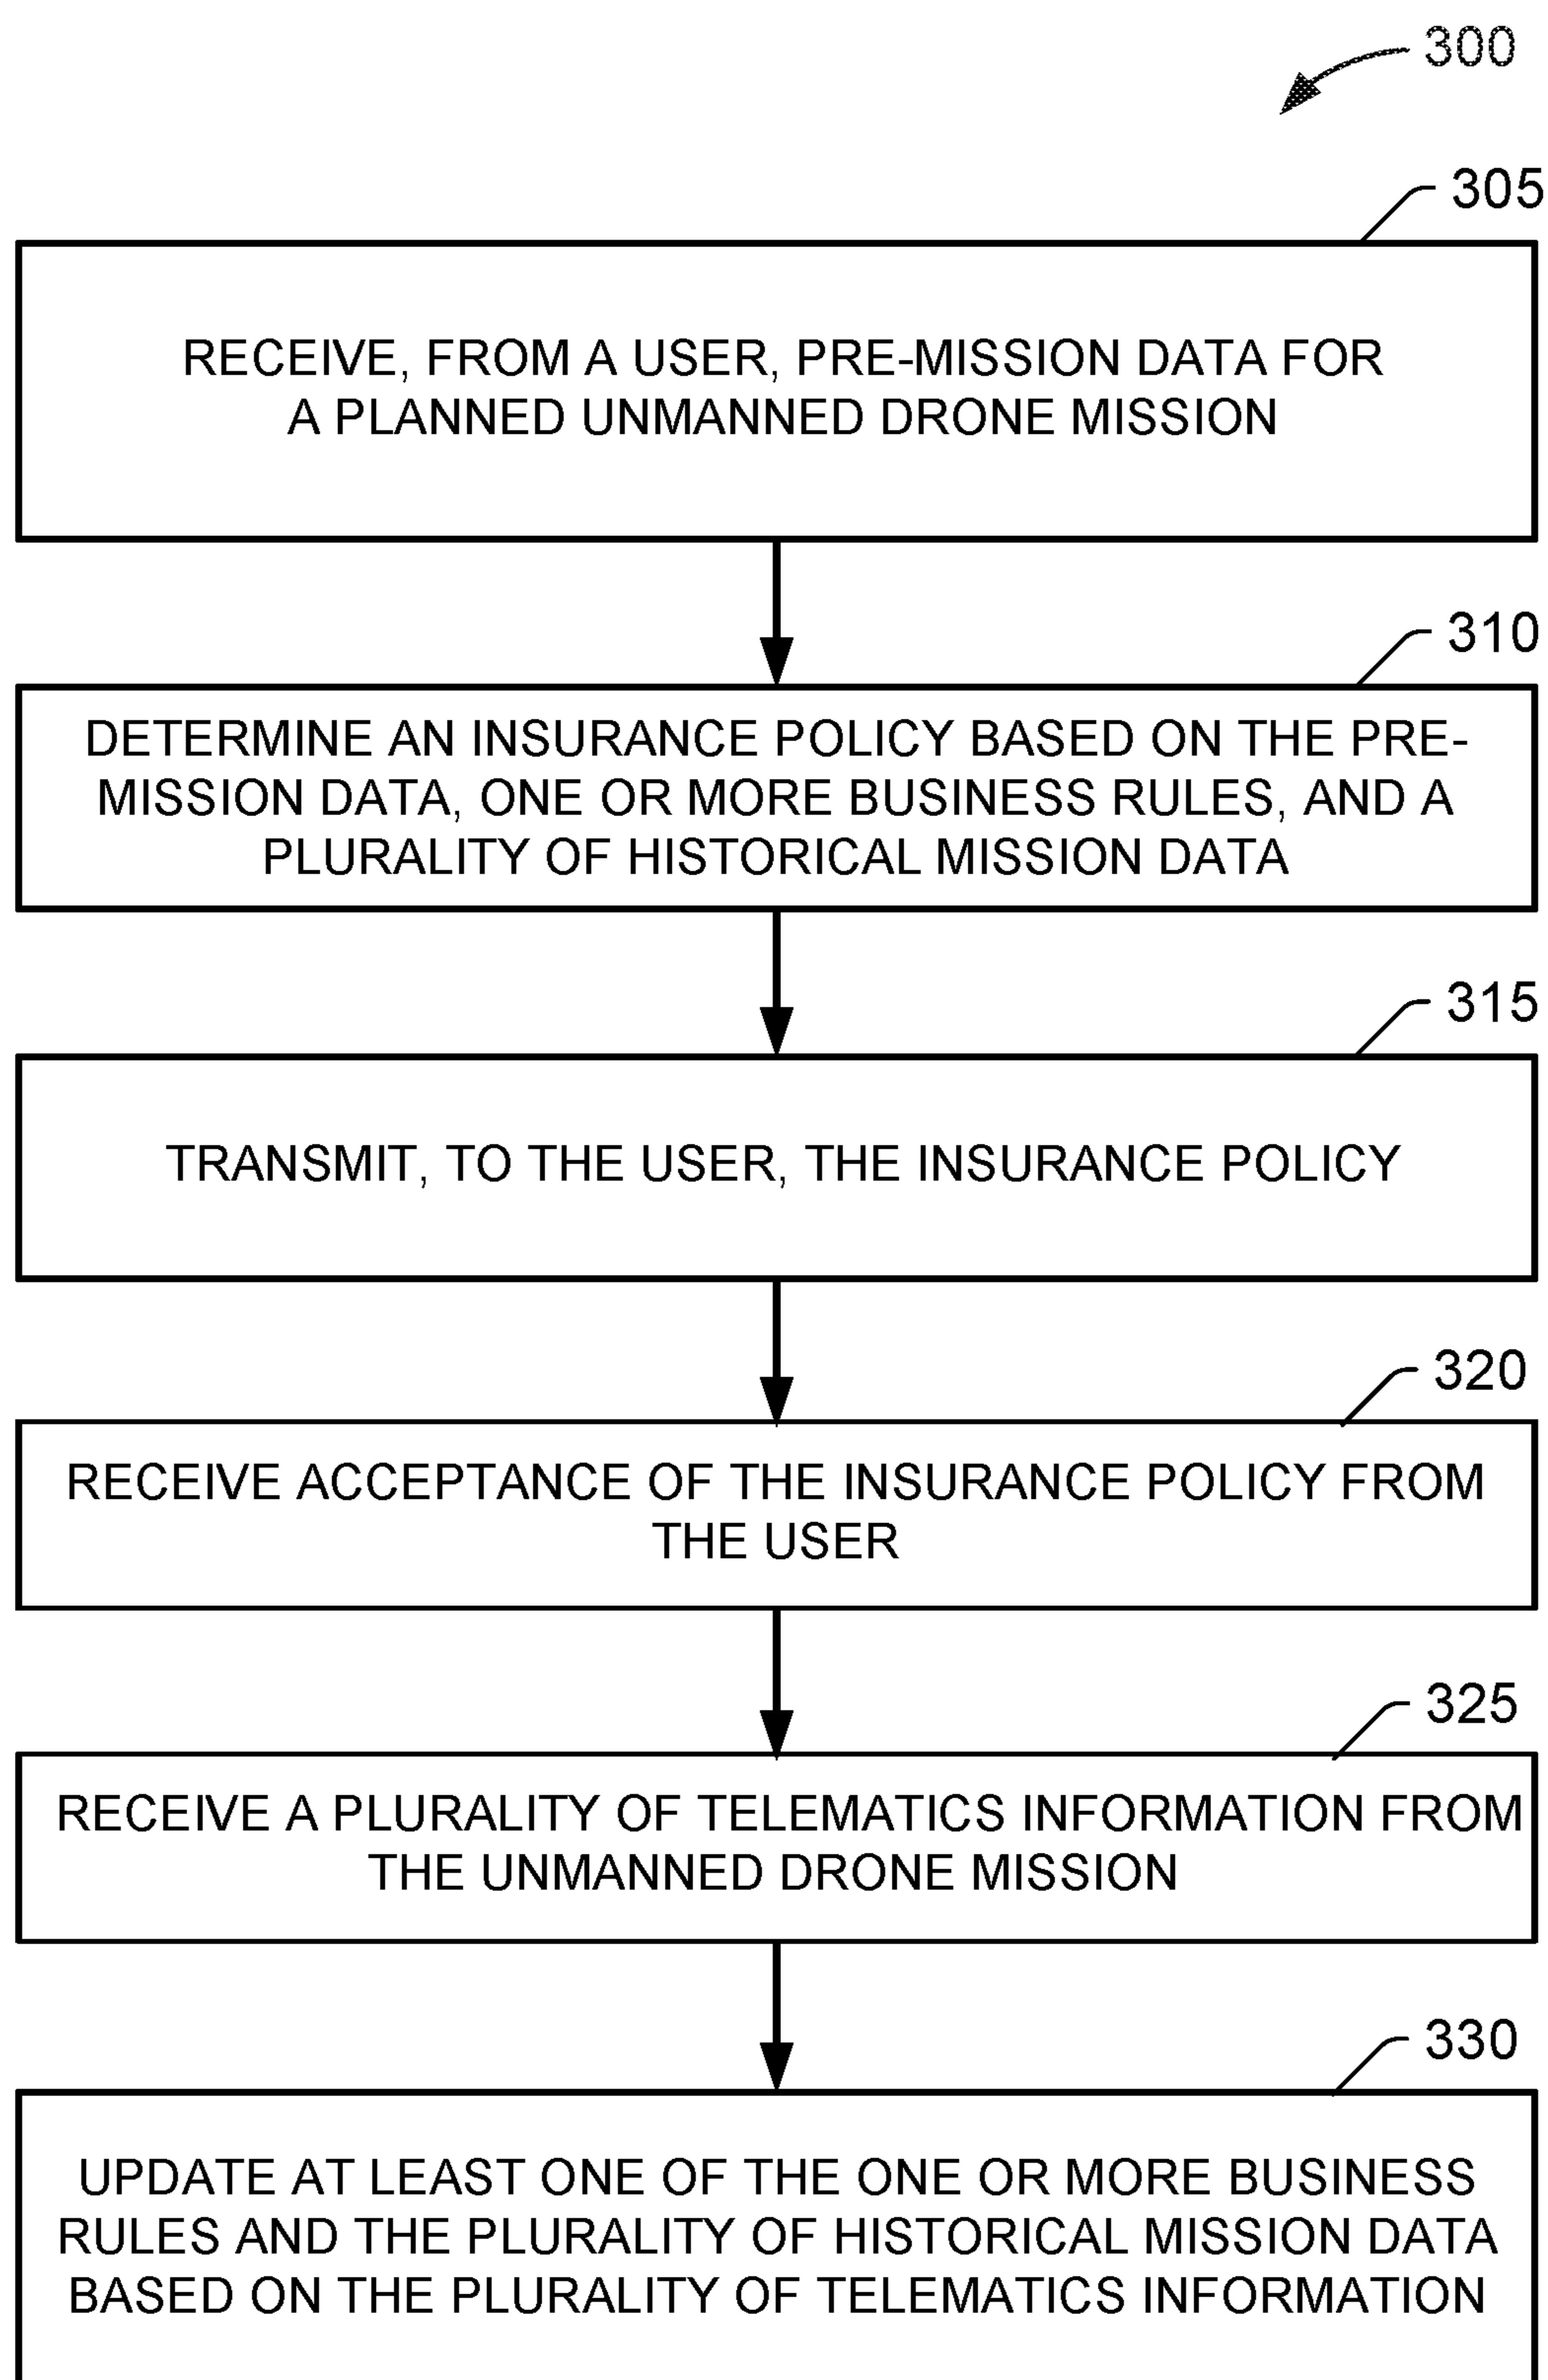 300
305
RECEIVE, FROM A USER, PRE-MISSION DATA FOR
A PLANNED UNMANNED DRONE MISSION
310
DETERMINE AN INSURANCE POLICY BASED ON THE PRE-
MISSION DATA, ONE OR MORE BUSINESS RULES, AND A
PLURALITY OF HISTORICAL MISSION DATA
315
TRANSMIT, TO THE USER, THE INSURANCE POLICY
320
RECEIVE ACCEPTANCE OF THE INSURANCE POLICY FROM
THE USER
325
RECEIVE A PLURALITY OF TELEMATICS INFORMATION FROM
THE UNMANNED DRONE MISSION
330
UPDATE AT LEAST ONE OF THE ONE OR MORE BUSINESS
RULES AND THE PLURALITY OF HISTORICAL MISSION DATA
BASED ON THE PLURALITY OF TELEMATICS INFORMATION